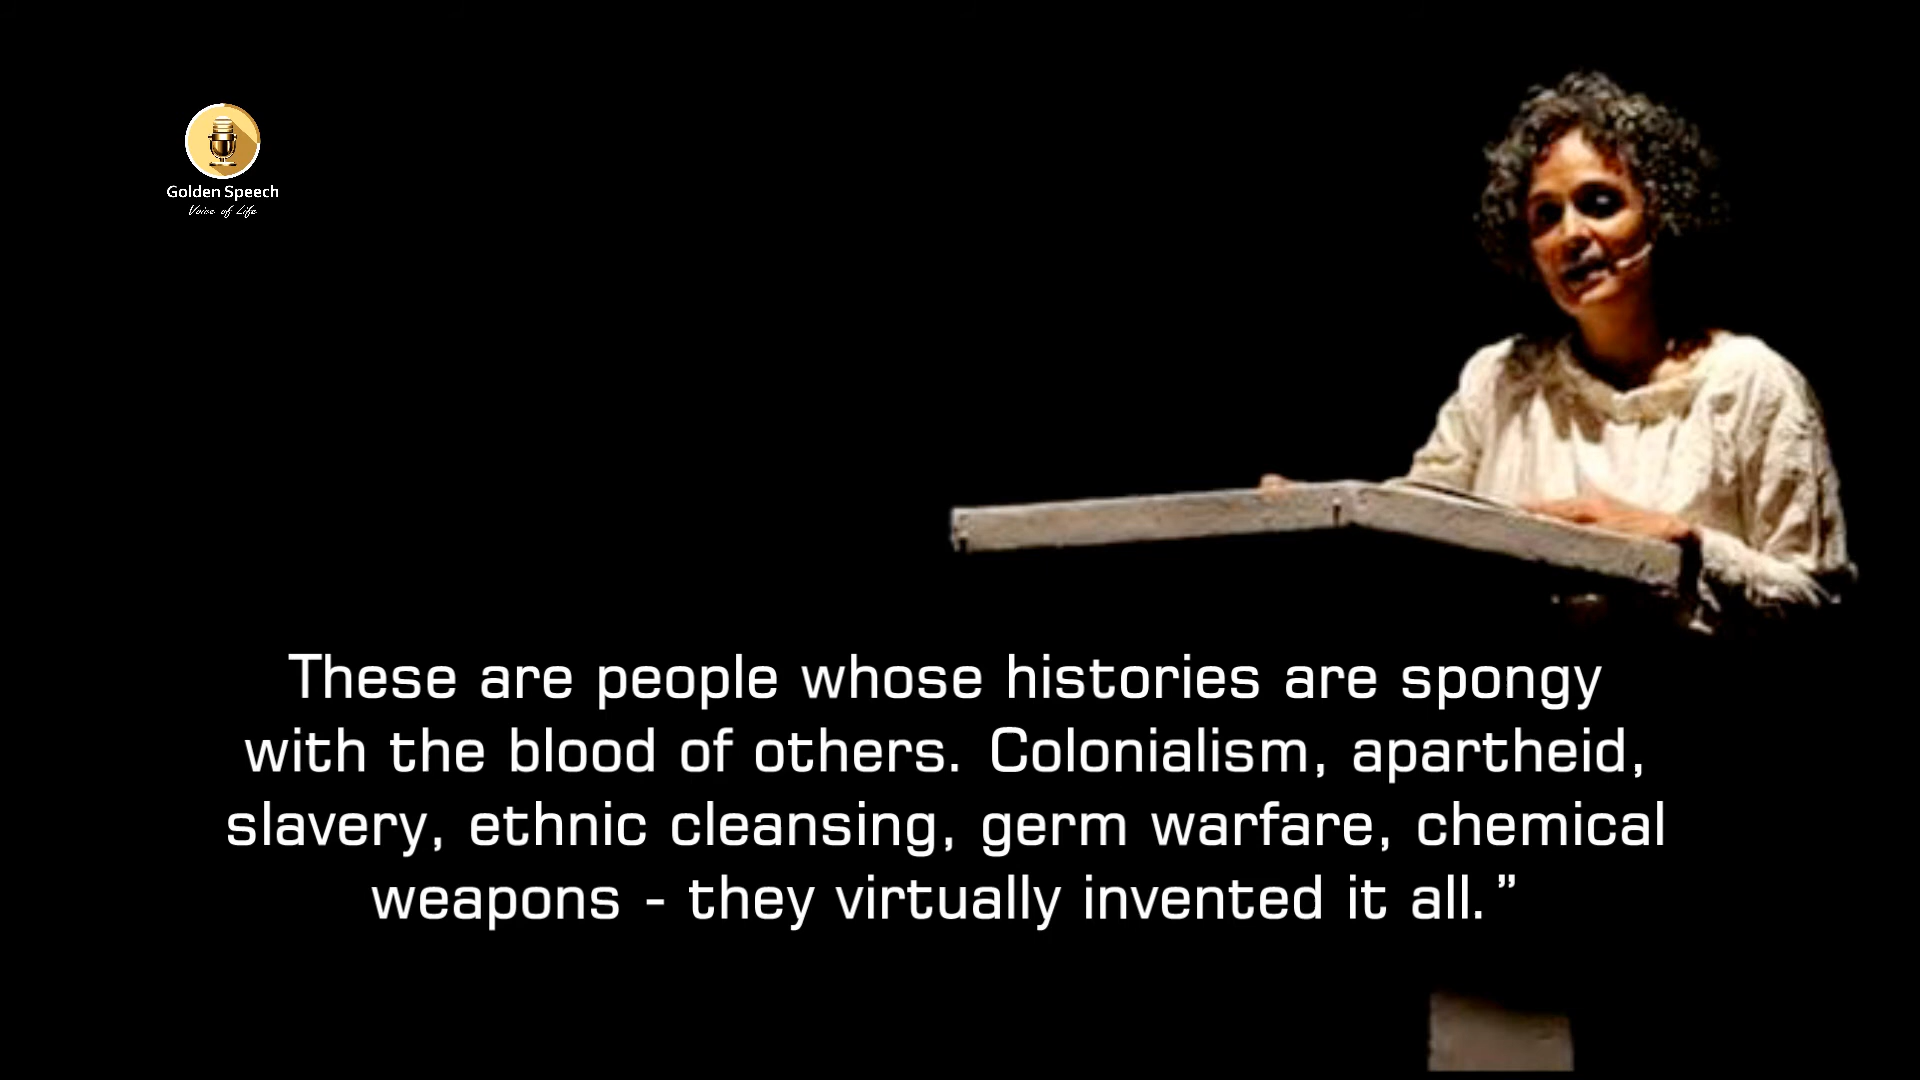 Golden Speech
Voice of Life
These are people whose histories are spongy
with the blood of others. Colonialism, apartheid,
slavery, ethnic cleansing, germ warfare, chemical
weapons - they virtually invented it all.”